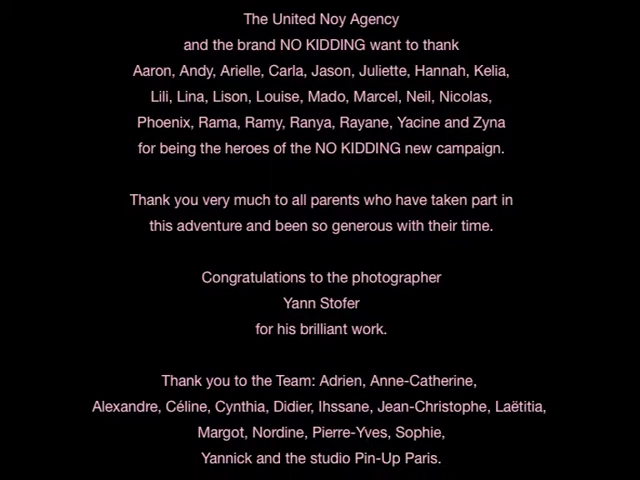 The United Noy Agency
and the brand NO KIDDING want to thank
Aaron, Andy, Arielle, Carla, Jason, Juliette, Hannah, Kelia,
Lili, Lina, Lison, Louise, Mado, Marcel, Neil, Nicolas,
Phoenix, Rama, Ramy, Ranya, Rayane, Yacine and Zyna
for being the heroes of the NO KIDDING new campaign.
Thank you very much to all parents who have taken part in
this adventure and been so generous with their time.
Congratulations to the photographer
Yann Stofer
for his brilliant work.
Thank you to the Team: Adrien, Anne-Catherine,
Alexandre, Céline, Cynthia, Didier, Ihssane, Jean-Christophe, Laëtitia,
Margot, Nordine, Pierre-Yves, Sophie,
Yannick and the studio Pin-Up Paris.